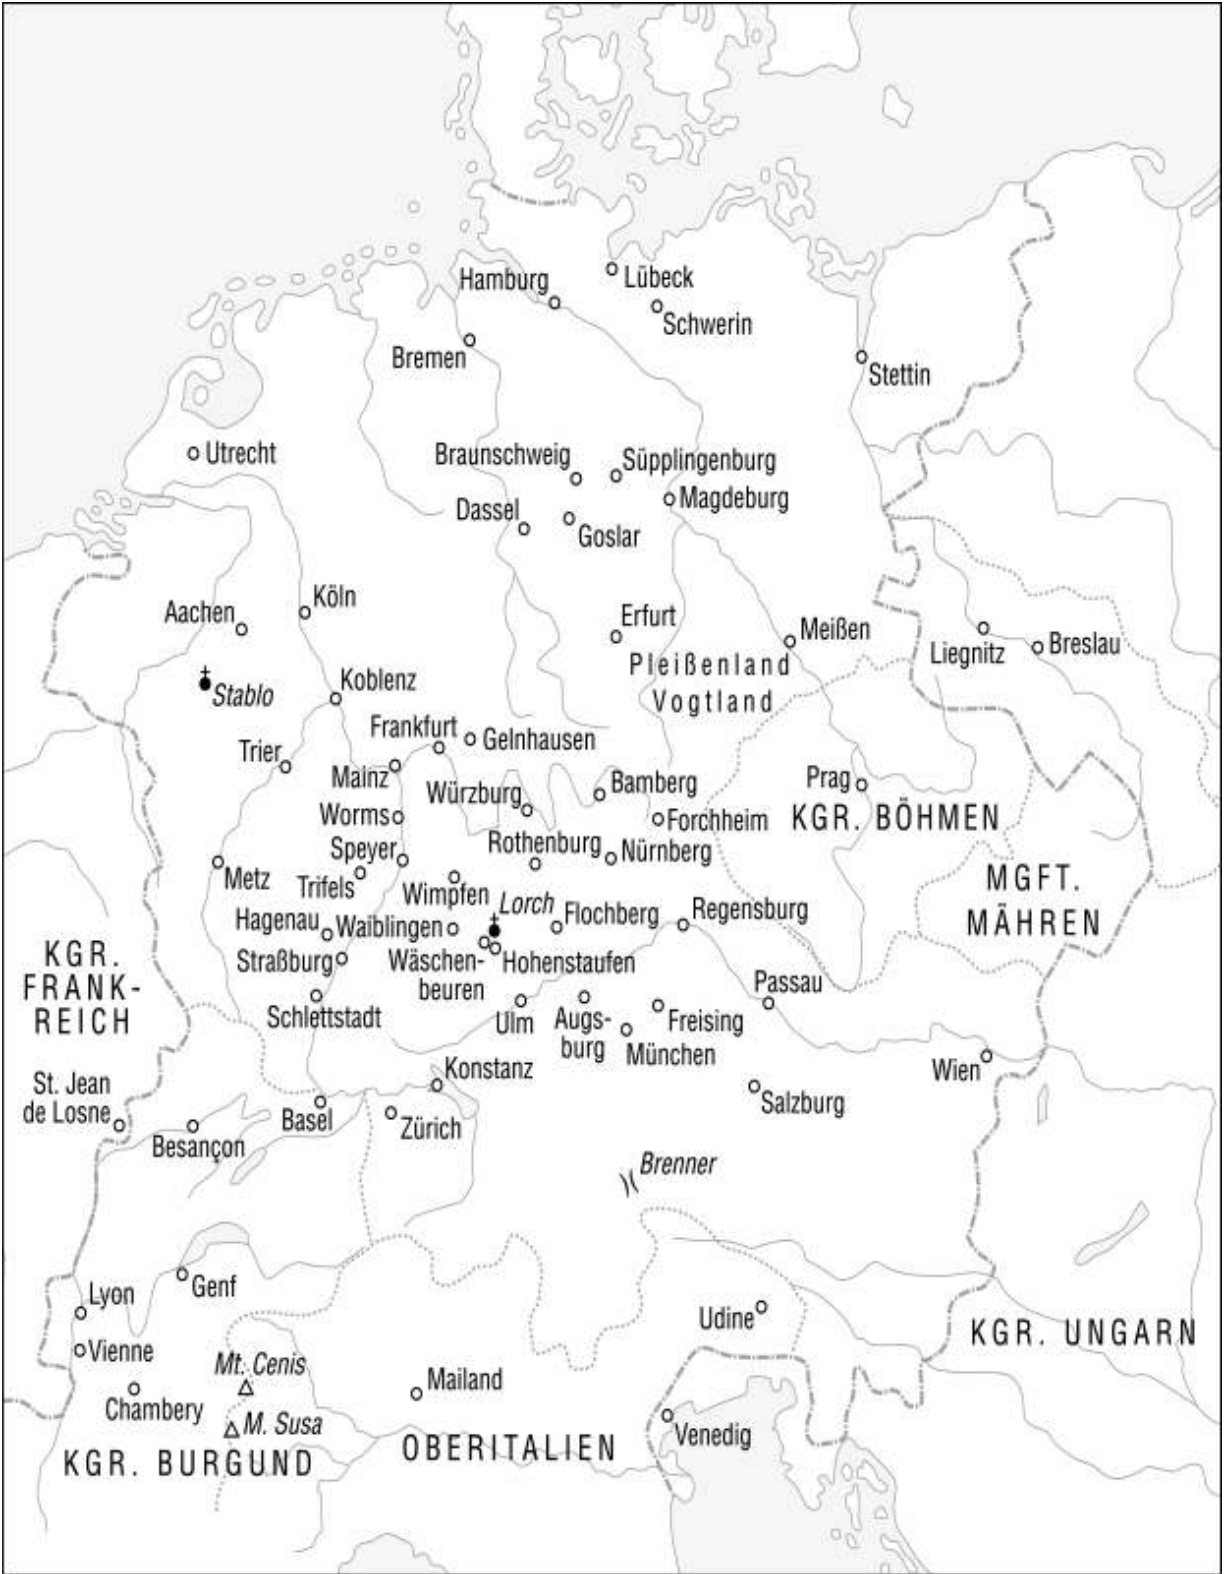 Hamburg
Lübeck
Schwerin
Bremen
Stettin
Utrecht
Braunschweig
Süpplingenburg
Magdeburg
Dassel
Goslar
Aachen
Köln
Erfurt
Meißen
Liegnitz
Breslau
Pleißenland
Vogtland
Stablo
Koblenz
Frankfurt
Gelnhausen
Trier
Mainz
Würzburg
Bamberg
Prag
Worms
Forchheim
KGR. BÖHMEN
Speyer
Rothenburg
Nürnberg
Metz
Trifels
Wimpfen
MGFT.
MÄHREN
Lorch
Flochberg
Regensburg
Hagenau
Waiblingen
KGR.
FRANK-
REICH
Straßburg
Wäschen-
beuren
Hohenstaufen
Passau
Schlettstadt
Ulm
Augs-
burg
Freising
München
Wien
Konstanz
St. Jean
de Losne
Salzburg
Basel
Zürich
Besançon
Brenner
Genf
Lyon
Udine
KGR. UNGARN
Vienne
Mt. Cenis
Mailand
Chambery
M. Susa
Venedig
OBERITALIEN
KGR. BURGUND